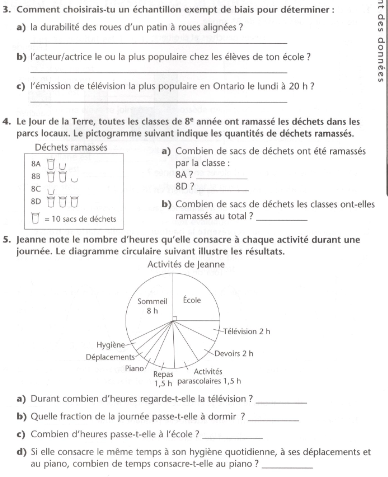 3. Comment choisirais-tu un échantillon exempt de biais pour déterminer :
a) la durabilité des roues d'un patin à roues alignées ?
b) l'acteur/actrice le ou la plus populaire chez les élèves de ton école ?
c) l'émission de télévision la plus populaire en Ontario le lundi à 20 h ?
4. Le Jour de la Terre, toutes les classes de 8e année ont ramassé les déchets dans les
parcs locaux. Le pictogramme suivant indique les quantités de déchets ramassés.
Déchets ramassés
8A
8B
8C
8D
= 10 sacs de déchets
a) Combien de sacs de déchets ont été ramassés
par la classe :
8A ?
8D ?
b) Combien de sacs de déchets les classes ont-elles
ramassés au total ?
5. Jeanne note le nombre d'heures qu'elle consacre à chaque activité durant une
journée. Le diagramme circulaire suivant illustre les résultats.
Activités de Jeanne
Sommeil
8 h
École
Télévision 2 h
Devoirs 2 h
Activités
parascolaires 1,5 h
Repas
1,5 h
Piano
Déplacements
Hygiène
a) Durant combien d'heures regarde-t-elle la télévision ?
b) Quelle fraction de la journée passe-t-elle à dormir ?
c) Combien d'heures passe-t-elle à l'école ?
d) Si elle consacre le même temps à son hygiène quotidienne, à ses déplacements et
au piano, combien de temps consacre-t-elle au piano ?
nt des données